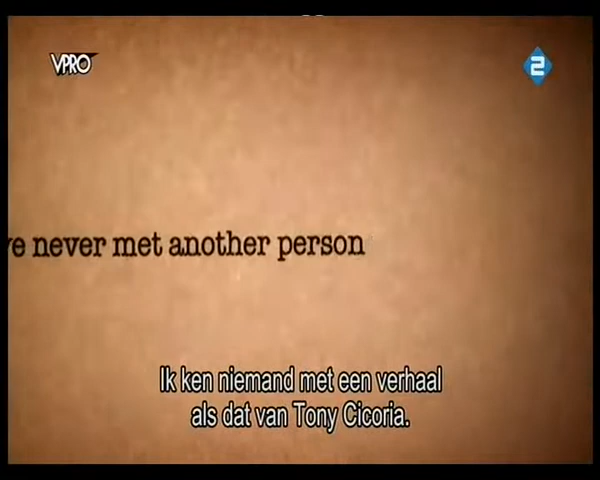 VPRO
2
never met another person
Ik ken niemand met een verhaal
als dat van Tony Cicoria.